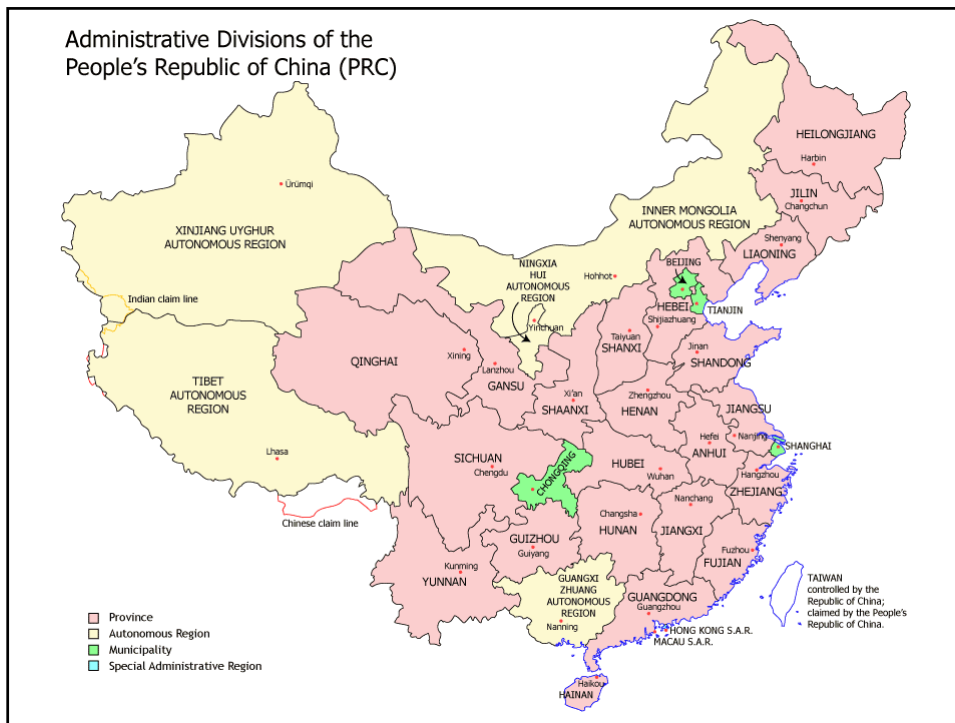 Administrative Divisions of the
People's Republic of China (PRC)
HEILONGJIANG
Harbin
JILIN
Changchun
Ürümqi
INNER MONGOLIA
AUTONOMOUS REGION
XINJIANG UYGHUR
AUTONOMOUS REGION
Shenyang
LIAONING
NINGXIA
HUI
AUTONOMOUS
REGION
Hohhot
BEIJING
Indian claim line
HEBEI
TIANJIN
Shijiazhuang
Yinchuan
Taiyuan
SHANXI
Jinan
SHANDONG
QINGHAI
Xining
Lanzhou
GANSU
TIBET
AUTONOMOUS
REGION
Xi'an
SHAANXI
Zhengzhou
HENAN
JIANGSU
Hefei
ANHUI
Nanjing
SHANGHAI
Lhasa
SICHUAN
Chengdu
CHONGQING
HUBEI
Wuhan
Hangzhou
ZHEJIANG
Chinese claim line
Changsha
HUNAN
Nanchang
JIANGXI
GUIZHOU
Guiyang
Fuzhou
FUJIAN
Kunming
YUNNAN
GUANGXI
ZHUANG
AUTONOMOUS
REGION
Nanning
GUANGDONG
Guangzhou
TAIWAN
controlled by the
Republic of China;
claimed by the People's
Republic of China.
HONG KONG S.A.R.
MACAU S.A.R.
Haikou
HAINAN
Province
Autonomous Region
Municipality
Special Administrative Region